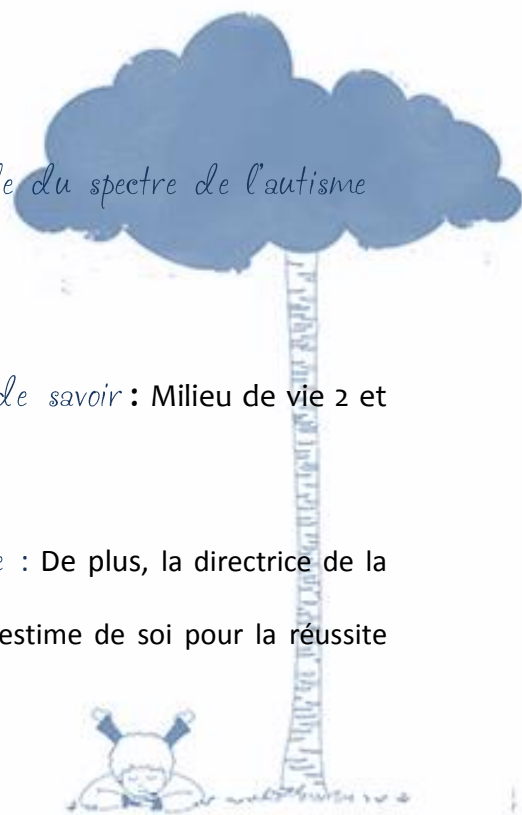 du spectre de l'autisme
de savoir : Milieu de vie 2 et
: De plus, la directrice de la
estime de soi pour la réussite